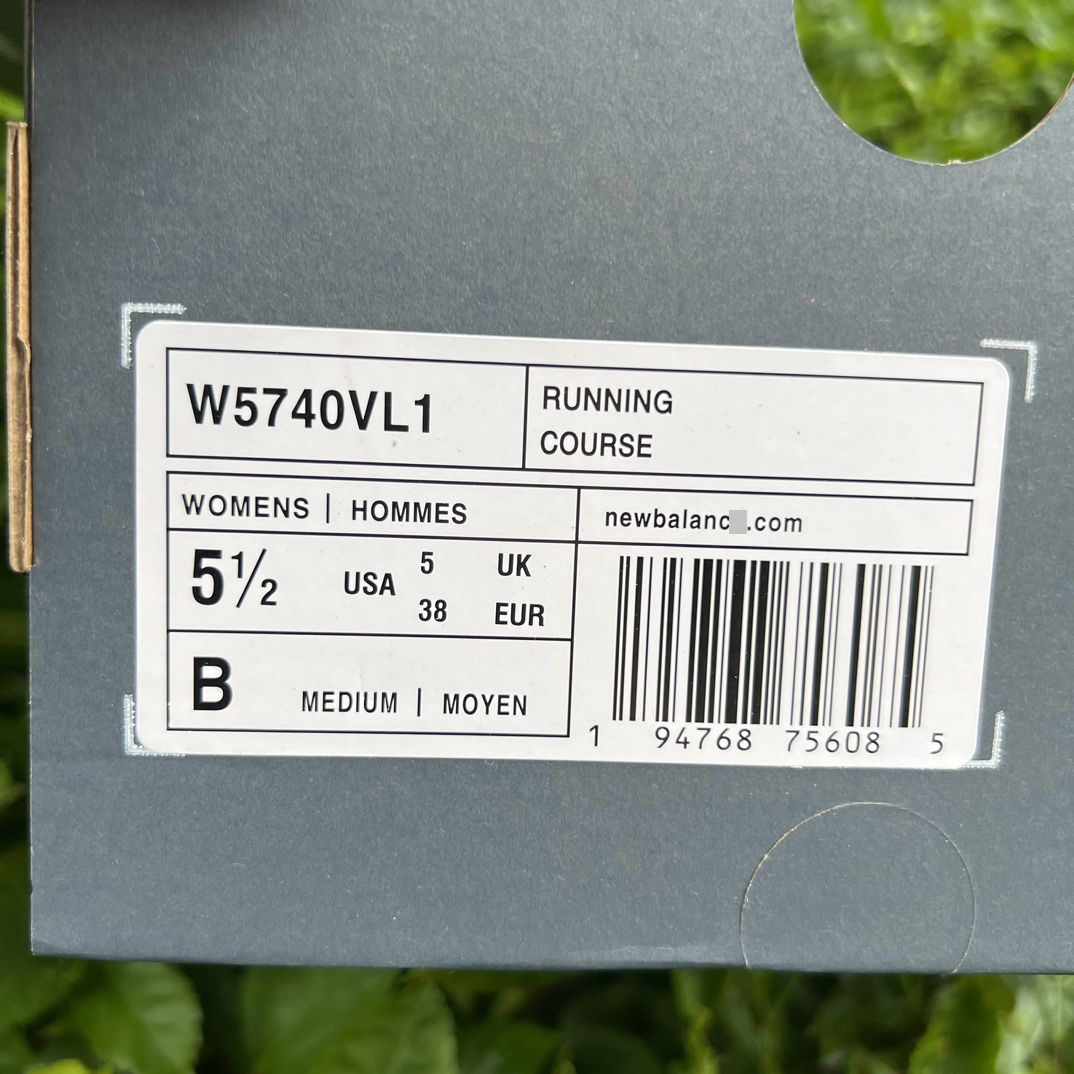 W5740VL1
RUNNING
COURSE
WOMENS | HOMMES
5½ USA 5 UK
38 EUR
B MEDIUM | MOYEN
1 94768 75608 5